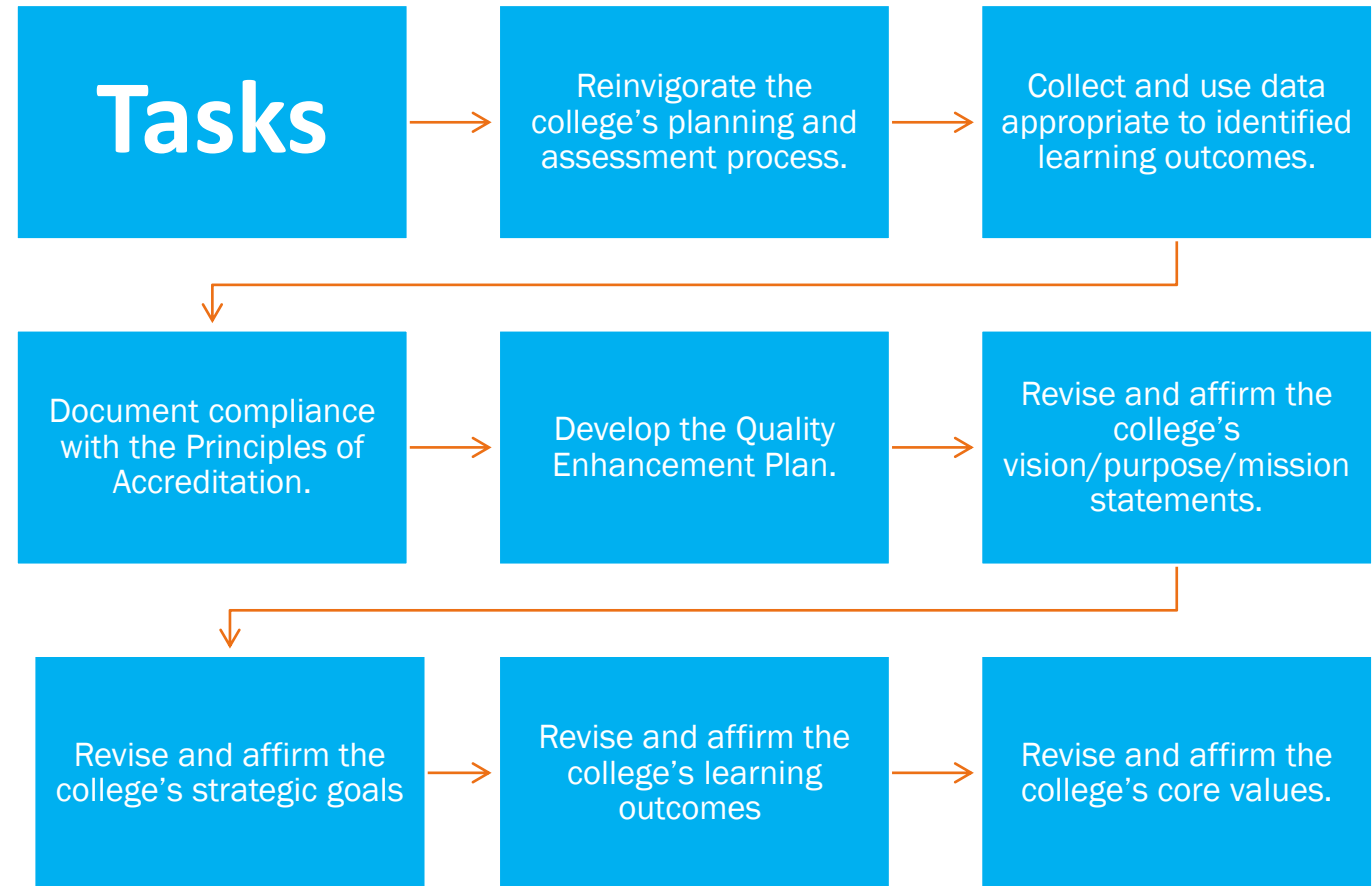 Tasks
Reinvigorate the
college’s planning and
assessment process.
Collect and use data
appropriate to identified
learning outcomes.
Document compliance
with the Principles of
Accreditation.
Develop the Quality
Enhancement Plan.
Revise and affirm the
college’s
vision/purpose/mission
statements.
Revise and affirm the
college’s strategic goals
Revise and affirm the
college’s learning
outcomes
Revise and affirm the
college’s core values.